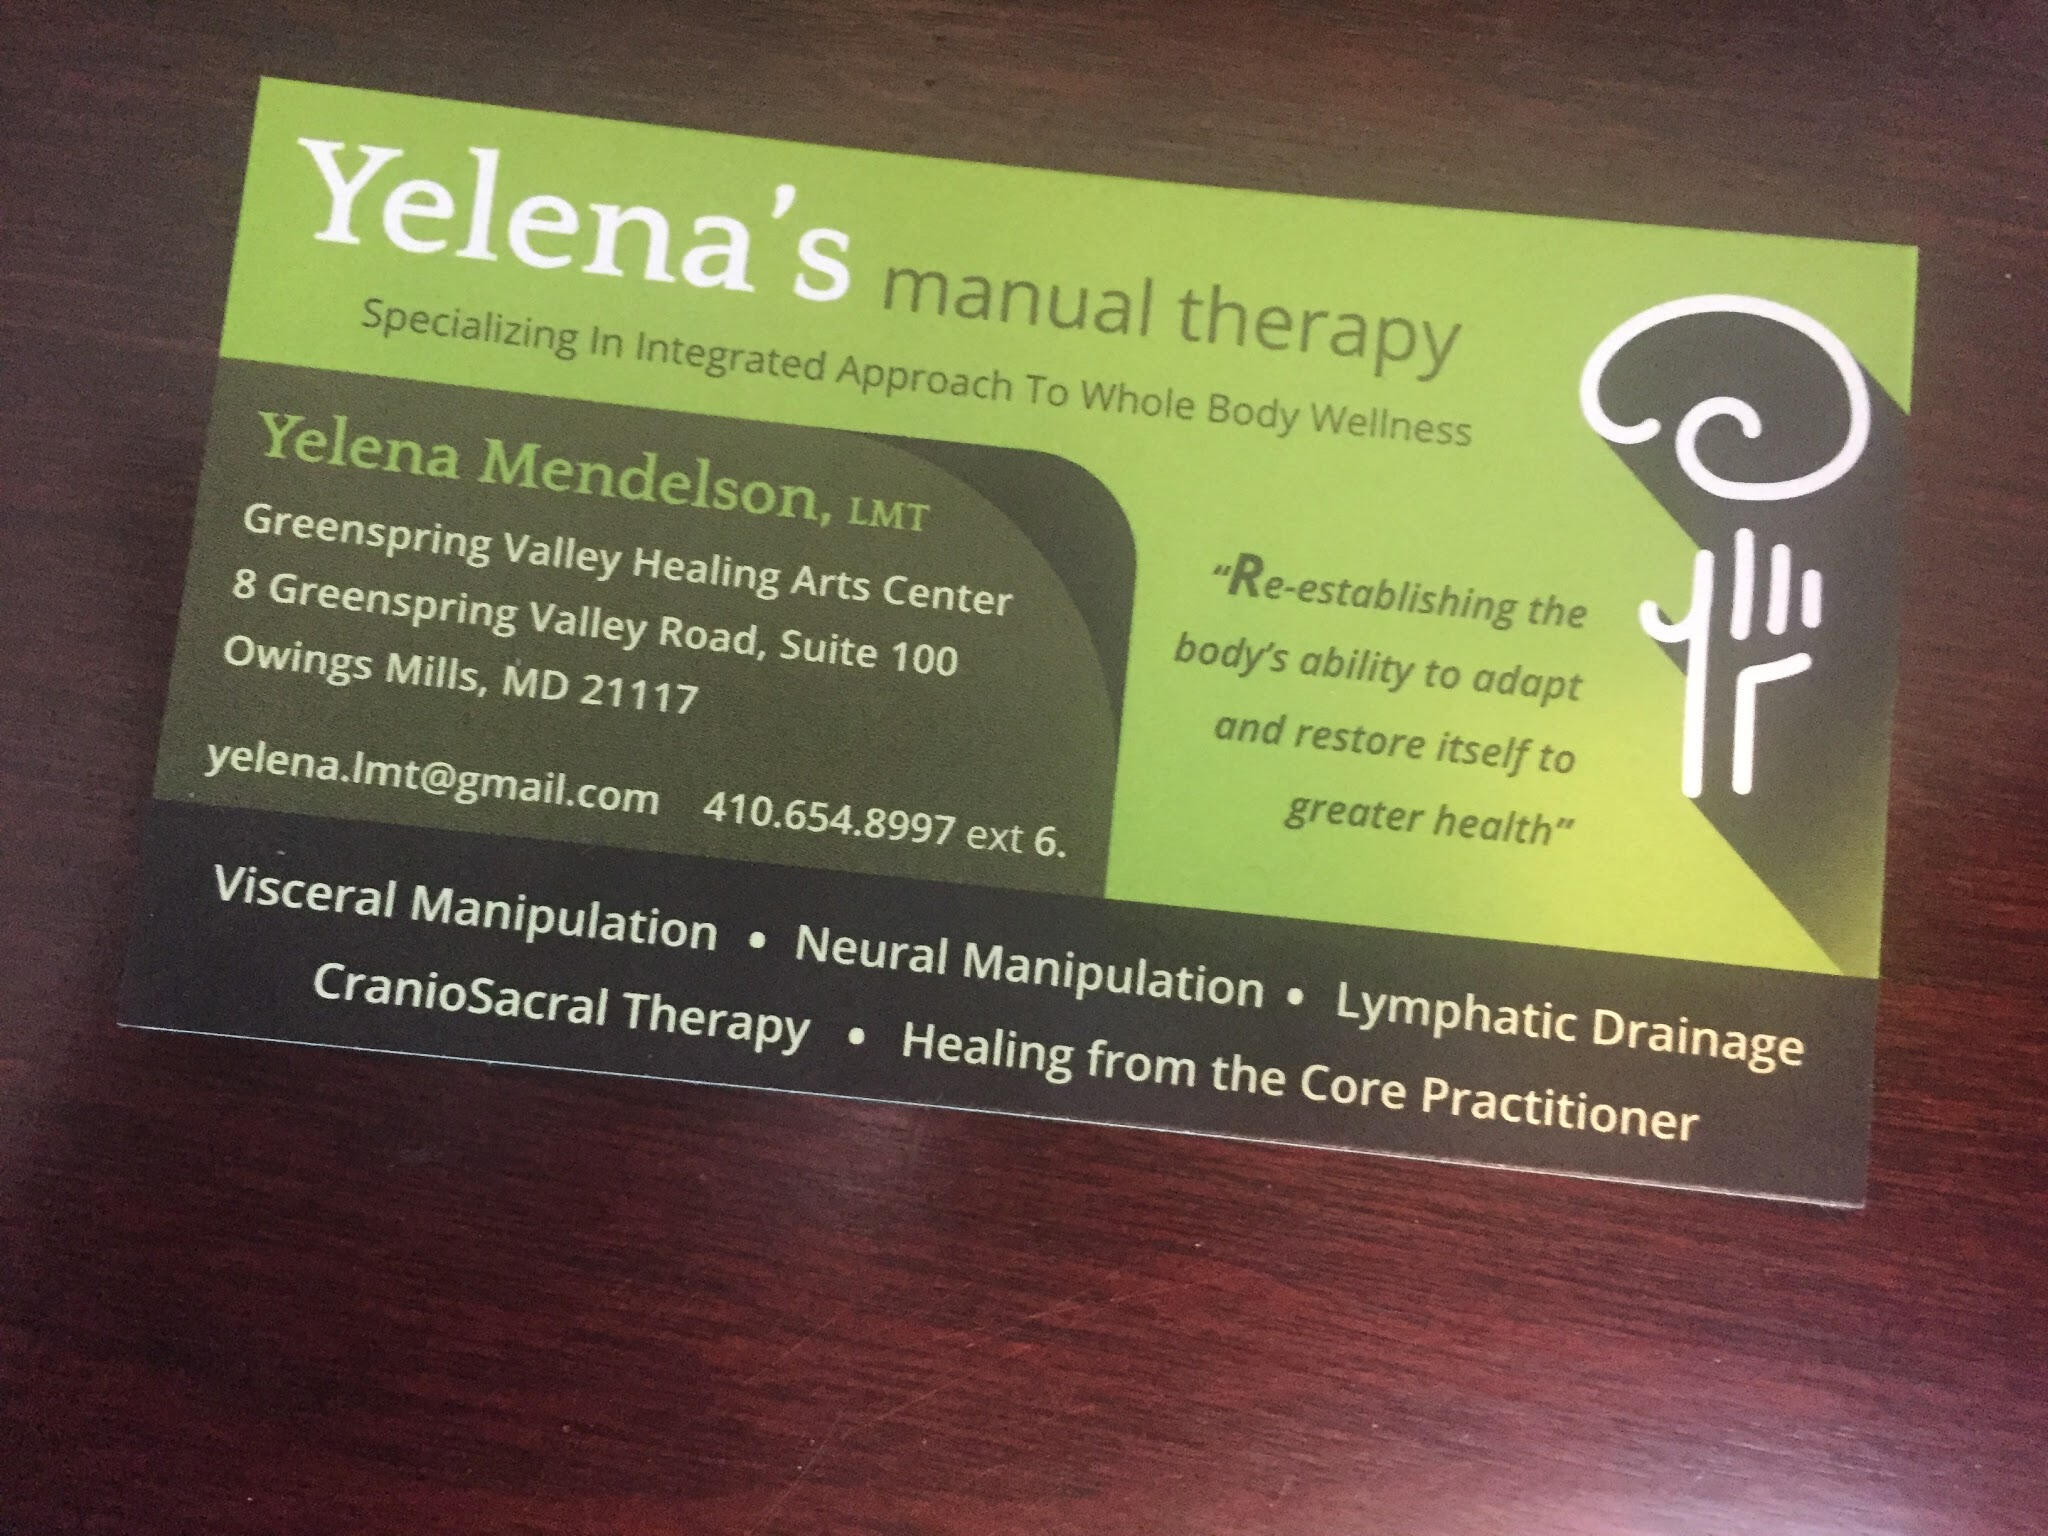 Yelena's manual therapy
Specializing In Integrated Approach To Whole Body Wellness
Yelena Mendelson, LMT
Greenspring Valley Healing Arts Center
8 Greenspring Valley Road, Suite 100
Owings Mills, MD 21117
yelena.lmt@gmail.com 410.654.8997 ext 6.
“Re-establishing the
body's ability to adapt
and restore itself to
greater health”
Visceral Manipulation • Neural Manipulation • Lymphatic Drainage
CranioSacral Therapy • Healing from the Core Practitioner